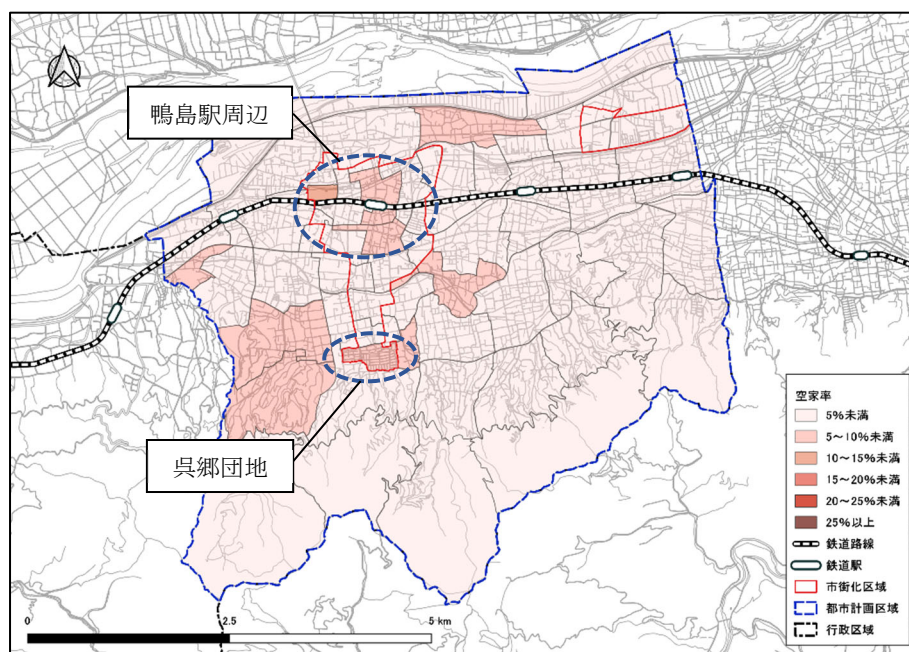 鴨島駅周辺
呉郷団地
空家率
5%未満
5~10%未満
10~15%未満
15~20%未満
20~25%未満
25%以上
鉄道路線
鉄道駅
市街化区域
都市計画区域
行政区域
0 2.5 5 km